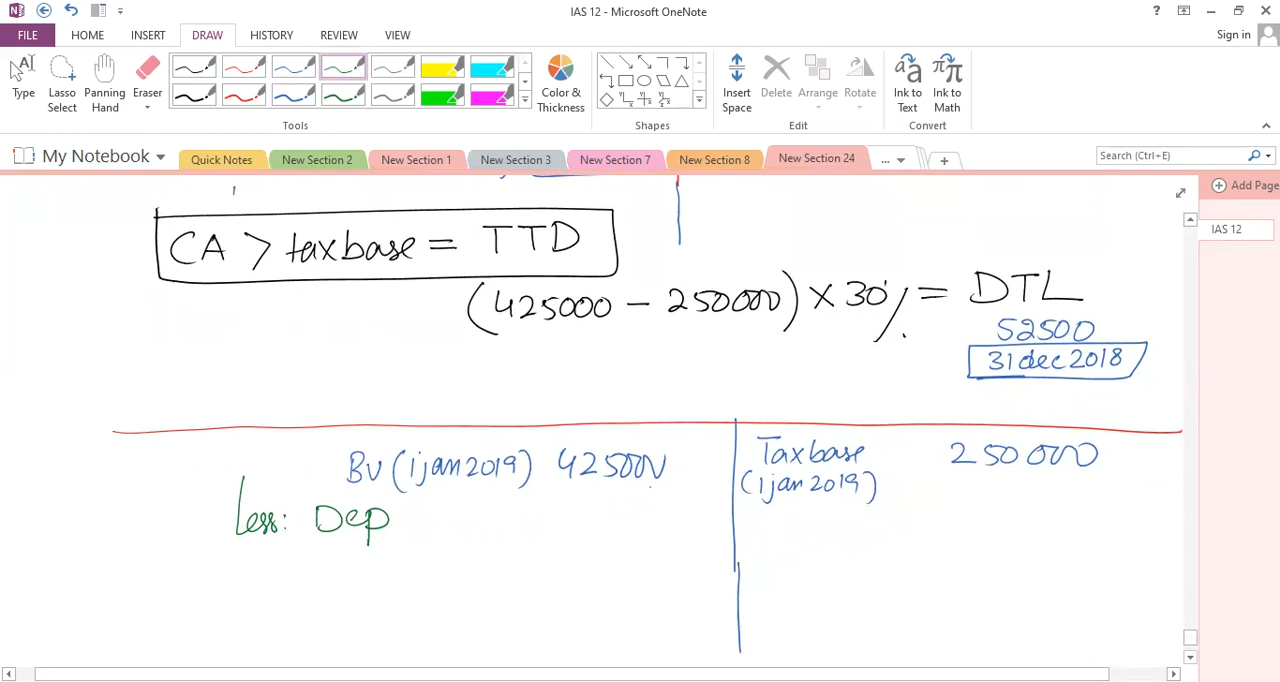 IAS 12 - Microsoft OneNote
?
FILE HOME INSERT DRAW HISTORY REVIEW VIEW
Sign in
Type
Lasso Select
Panning Hand
Eraser
Color & Thickness
Insert Space
Delete
Arrange
Rotate
Ink to Text
Ink to Math
Tools
Shapes
Edit
Convert
My Notebook
Quick Notes
New Section 2
New Section 1
New Section 3
New Section 7
New Section 8
New Section 24
...
Search (Ctrl+E)
Add Page
IAS 12
CA > tax base = TTD
(425000 - 250000) X 30% = DTL
52500
31 dec 2018
BV (1 jan 2019) 425000
Tax base 250000
(1 jan 2019)
Less: Dep